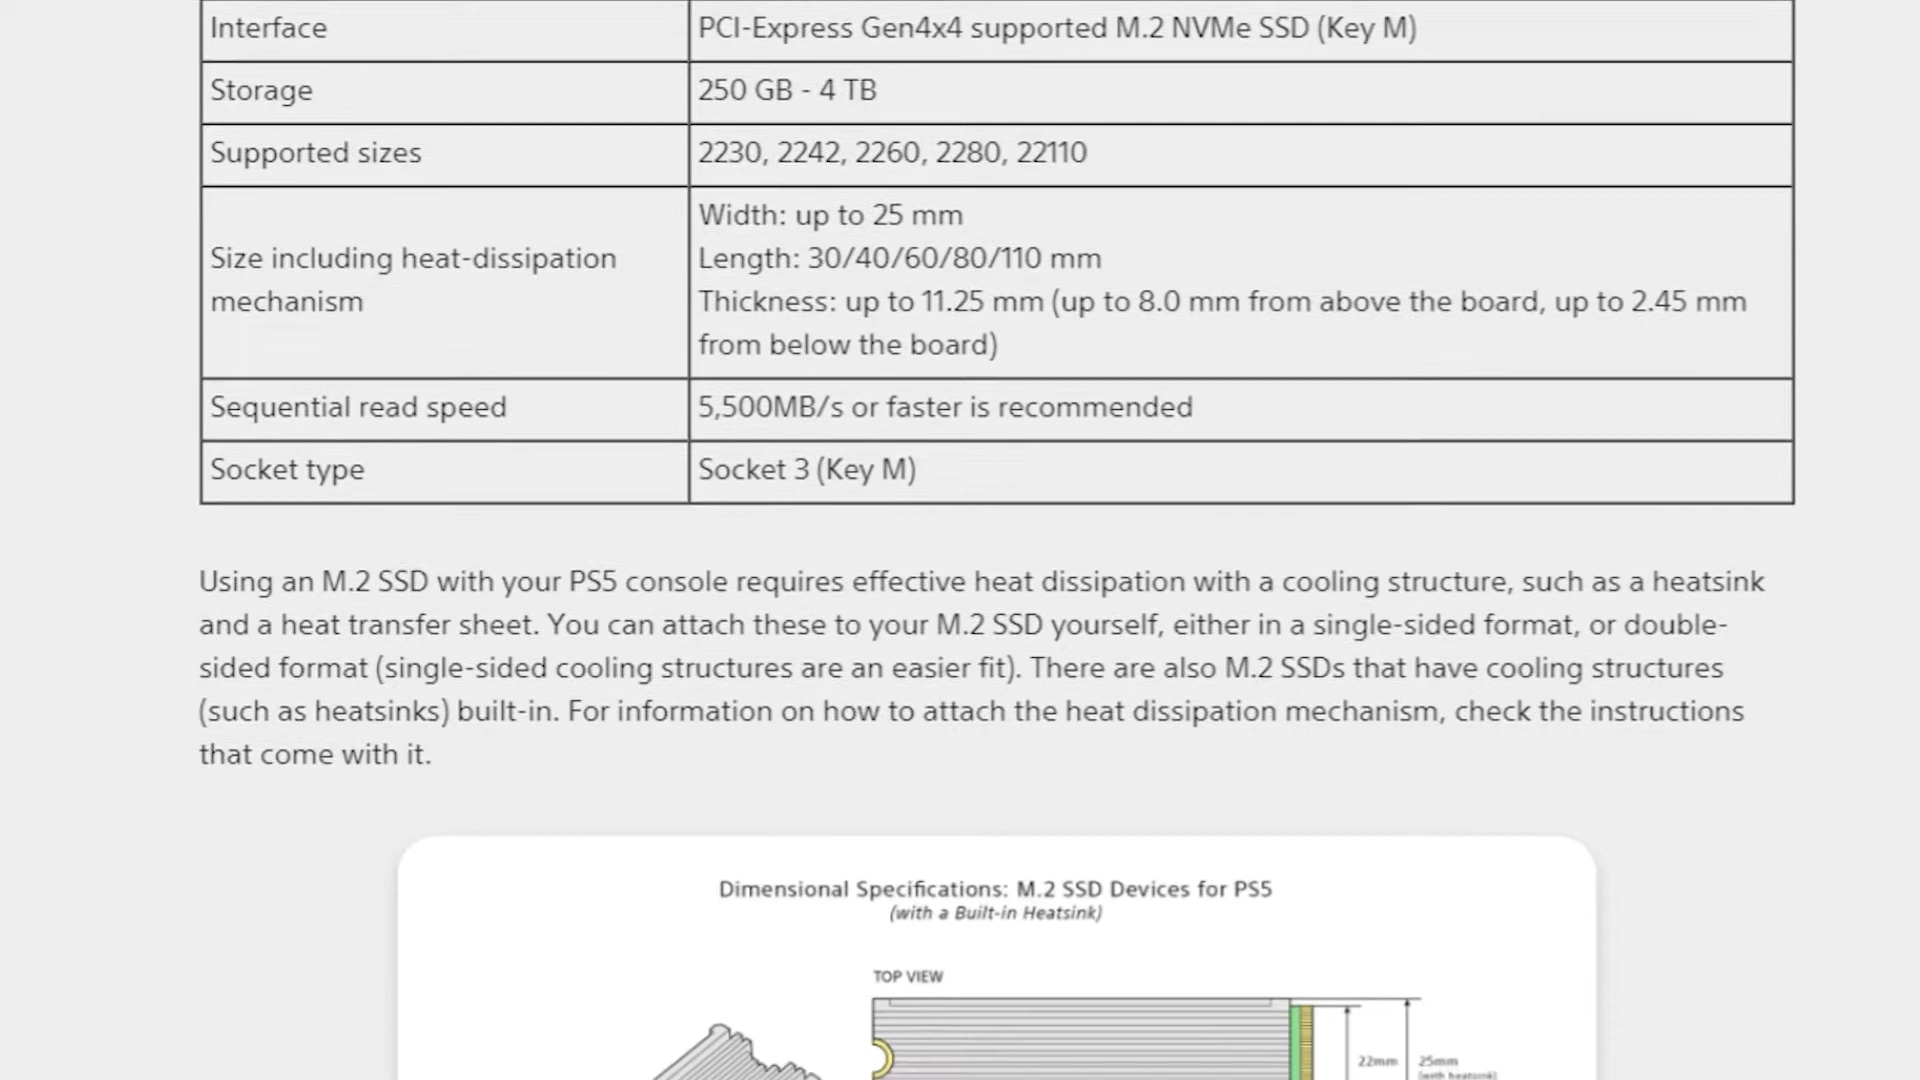 Interface
PCI-Express Gen4x4 supported M.2 NVMe SSD (Key M)
Storage
250 GB - 4 TB
Supported sizes
2230, 2242, 2260, 2280, 22110
Size including heat-dissipation
mechanism
Width: up to 25 mm
Length: 30/40/60/80/110 mm
Thickness: up to 11.25 mm (up to 8.0 mm from above the board, up to 2.45 mm
from below the board)
Sequential read speed
5,500MB/s or faster is recommended
Socket type
Socket 3 (Key M)
Using an M.2 SSD with your PS5 console requires effective heat dissipation with a cooling structure, such as a heatsink
and a heat transfer sheet. You can attach these to your M.2 SSD yourself, either in a single-sided format, or double-
sided format (single-sided cooling structures are an easier fit). There are also M.2 SSDs that have cooling structures
(such as heatsinks) built-in. For information on how to attach the heat dissipation mechanism, check the instructions
that come with it.
Dimensional Specifications: M.2 SSD Devices for PS5
(with a Built-in Heatsink)
TOP VIEW
22mm
25mm
(with heatsink)